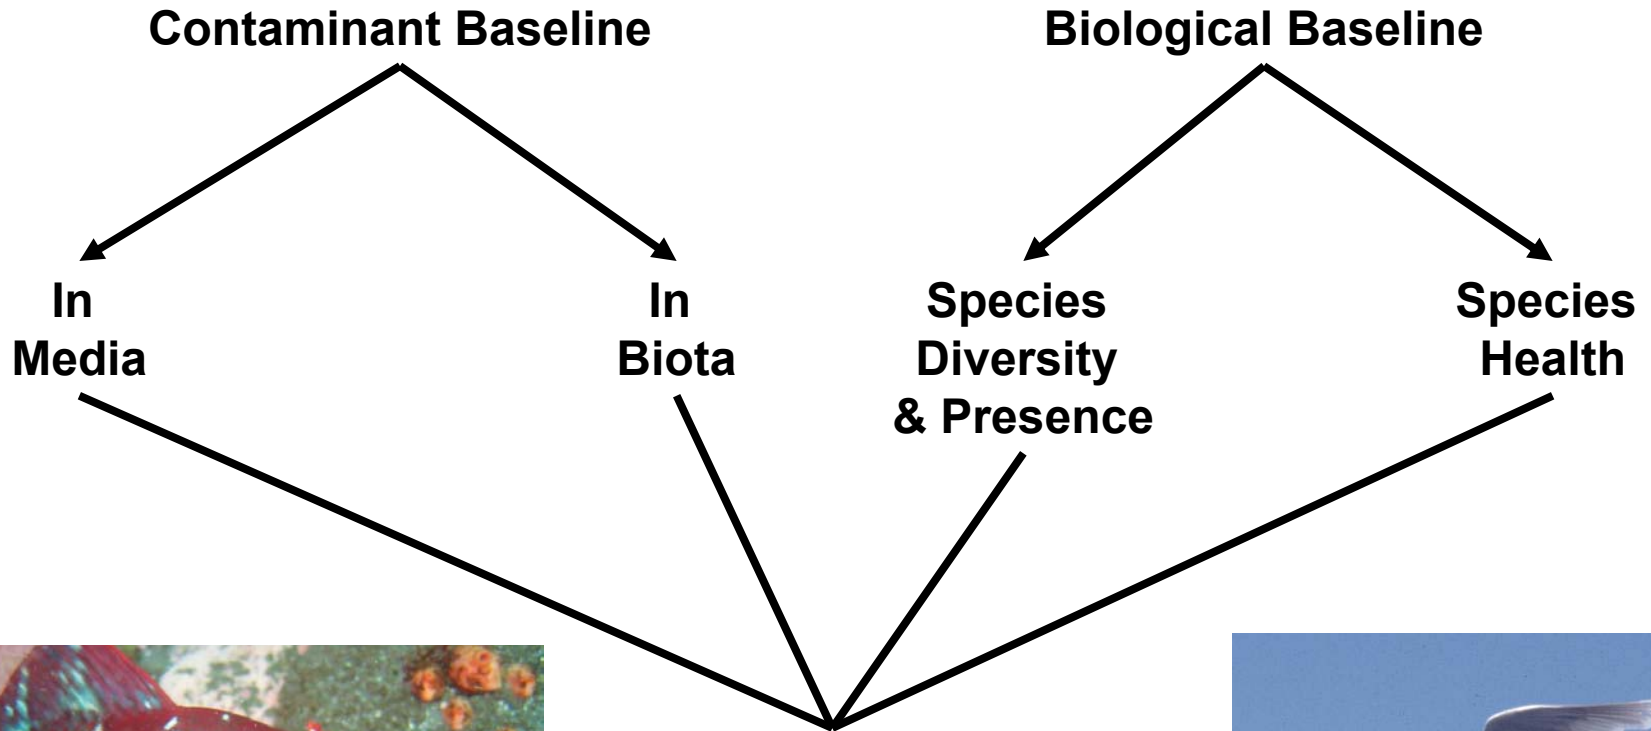 Contaminant Baseline
Biological Baseline
In
Media
In
Biota
Species
Diversity
& Presence
Species
Health